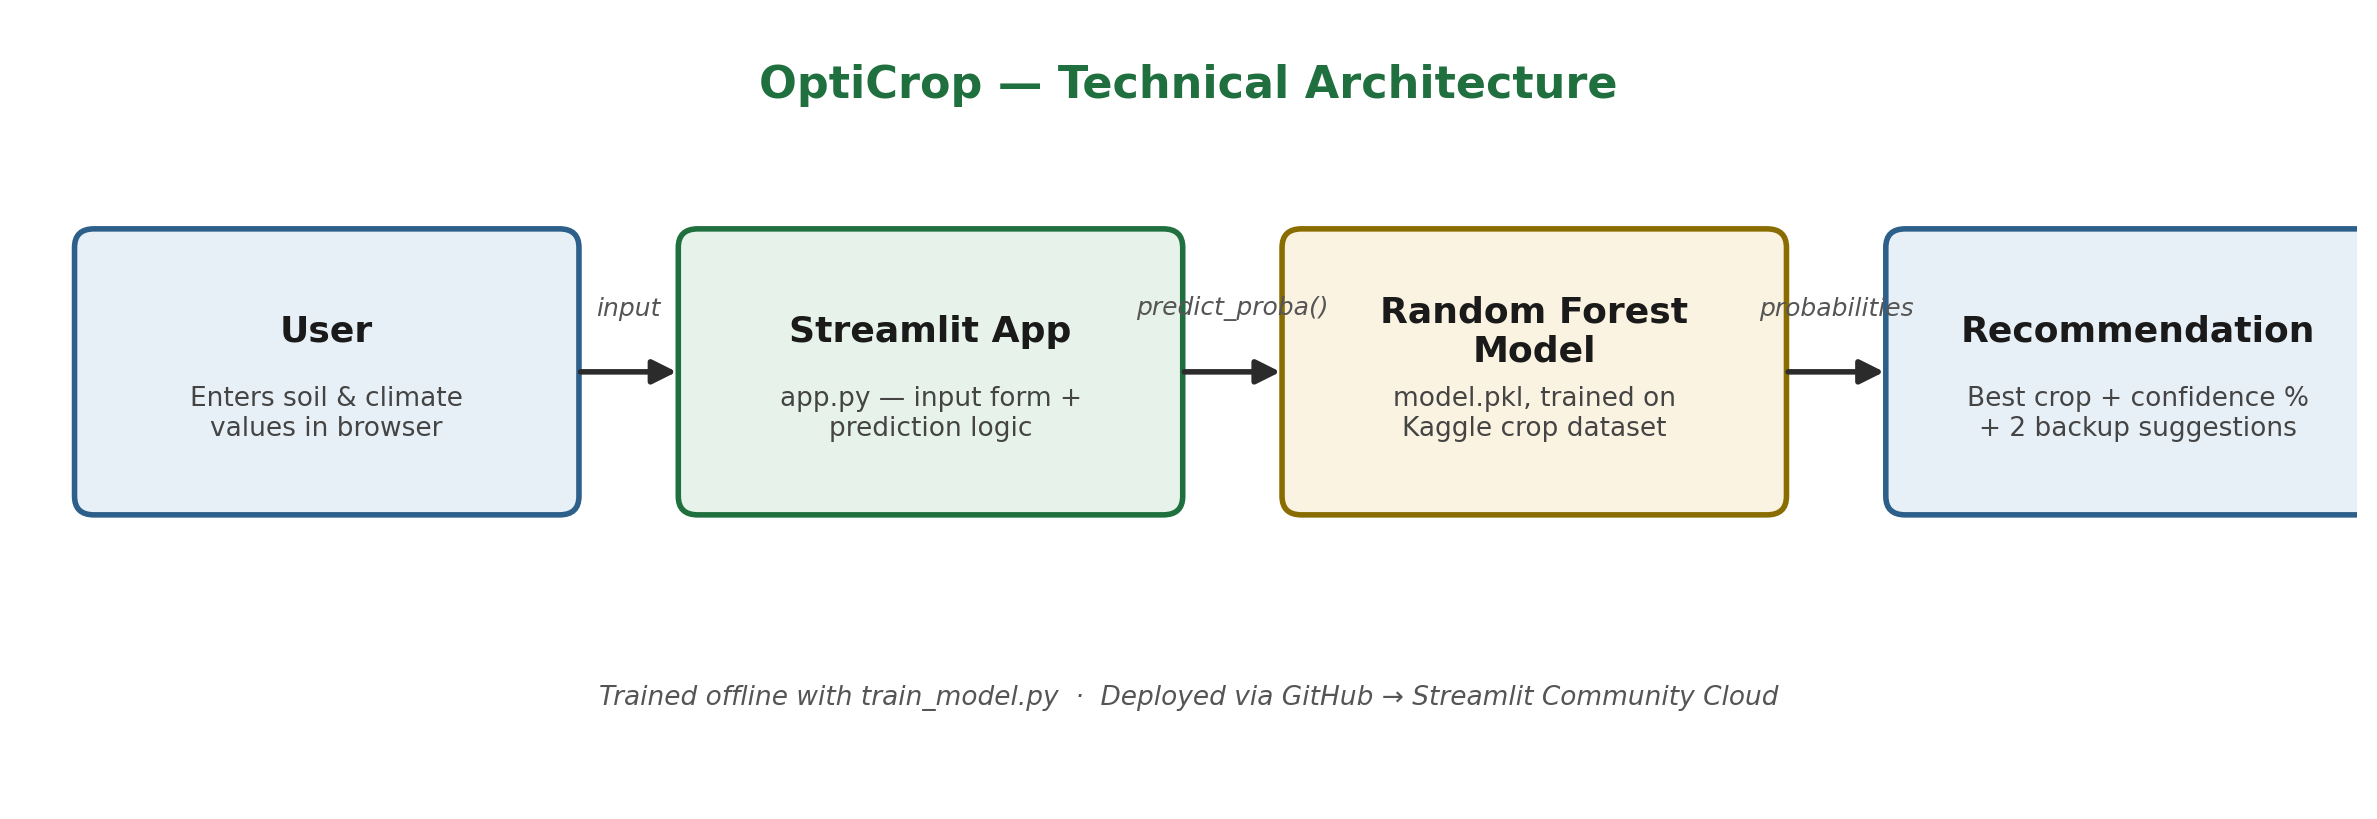 OptiCrop — Technical Architecture
User
Enters soil & climate
values in browser
input
Streamlit App
app.py — input form +
prediction logic
predict_proba()
Random Forest
Model
model.pkl, trained on
Kaggle crop dataset
probabilities
Recommendation
Best crop + confidence %
+ 2 backup suggestions
Trained offline with train_model.py · Deployed via GitHub → Streamlit Community Cloud